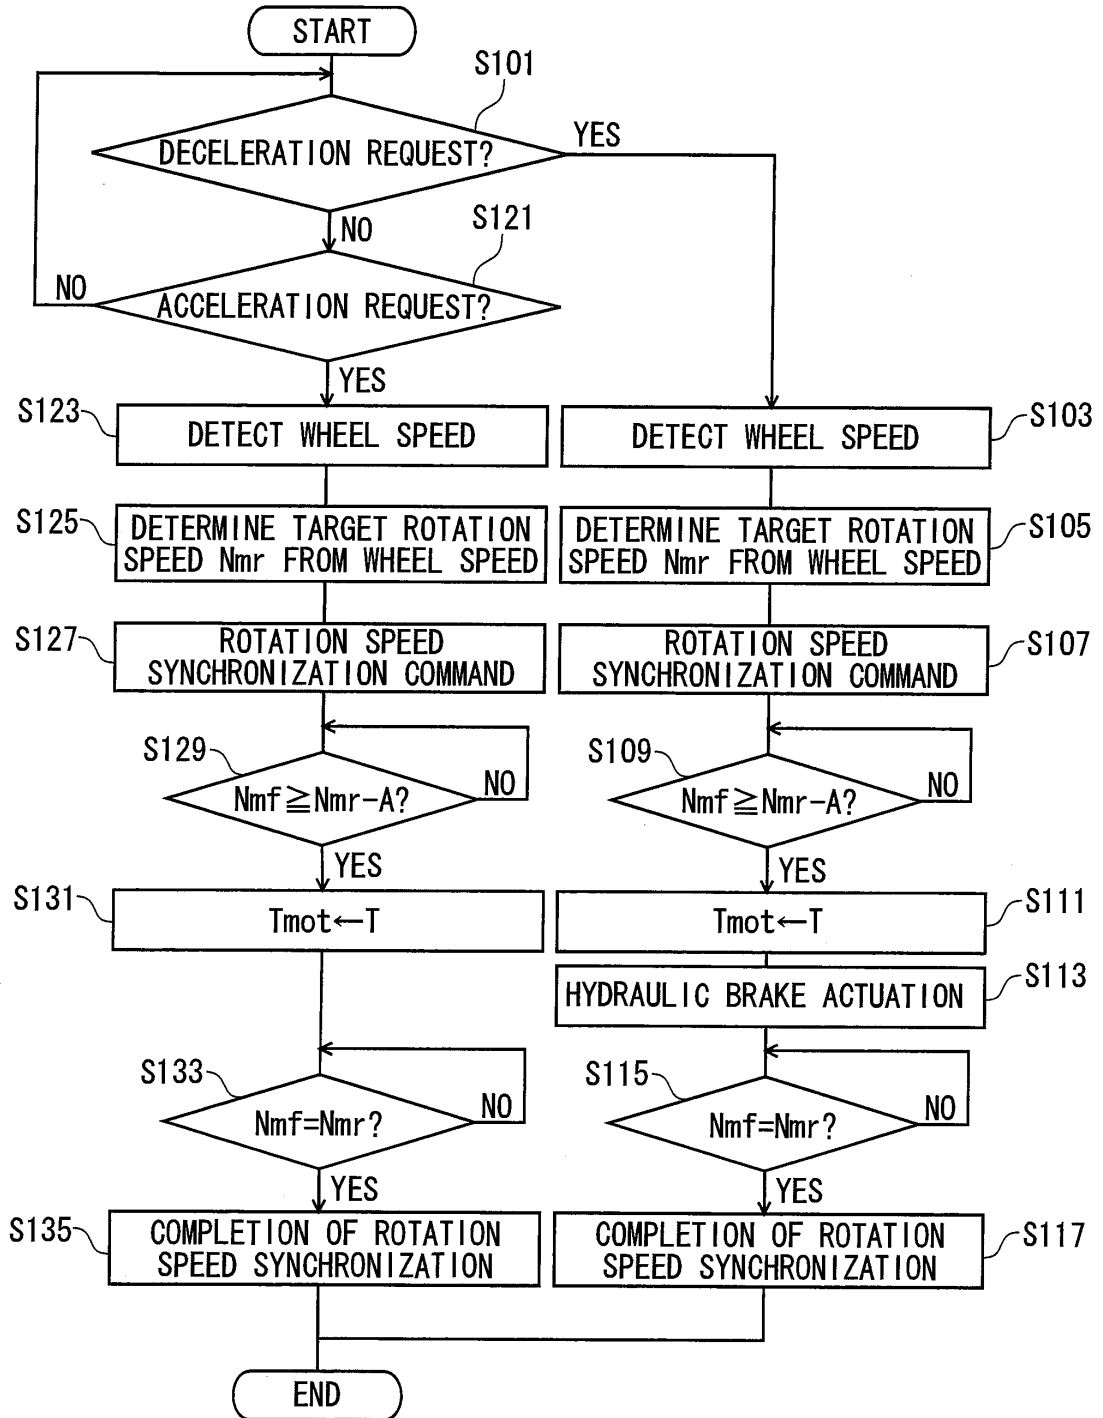 START
S101
DECELERATION REQUEST?
YES
NO
S121
ACCELERATION REQUEST?
NO
YES
S123
DETECT WHEEL SPEED
DETECT WHEEL SPEED
S103
S125
DETERMINE TARGET ROTATION
SPEED Nmr FROM WHEEL SPEED
DETERMINE TARGET ROTATION
SPEED Nmr FROM WHEEL SPEED
S105
S127
ROTATION SPEED
SYNCHRONIZATION COMMAND
ROTATION SPEED
SYNCHRONIZATION COMMAND
S107
S129
Nmf≧Nmr-A?
NO
YES
S109
Nmf≧Nmr-A?
NO
YES
S131
Tmot←T
Tmot←T
S111
HYDRAULIC BRAKE ACTUATION
S113
S133
Nmf=Nmr?
NO
YES
S115
Nmf=Nmr?
NO
YES
S135
COMPLETION OF ROTATION
SPEED SYNCHRONIZATION
COMPLETION OF ROTATION
SPEED SYNCHRONIZATION
S117
END